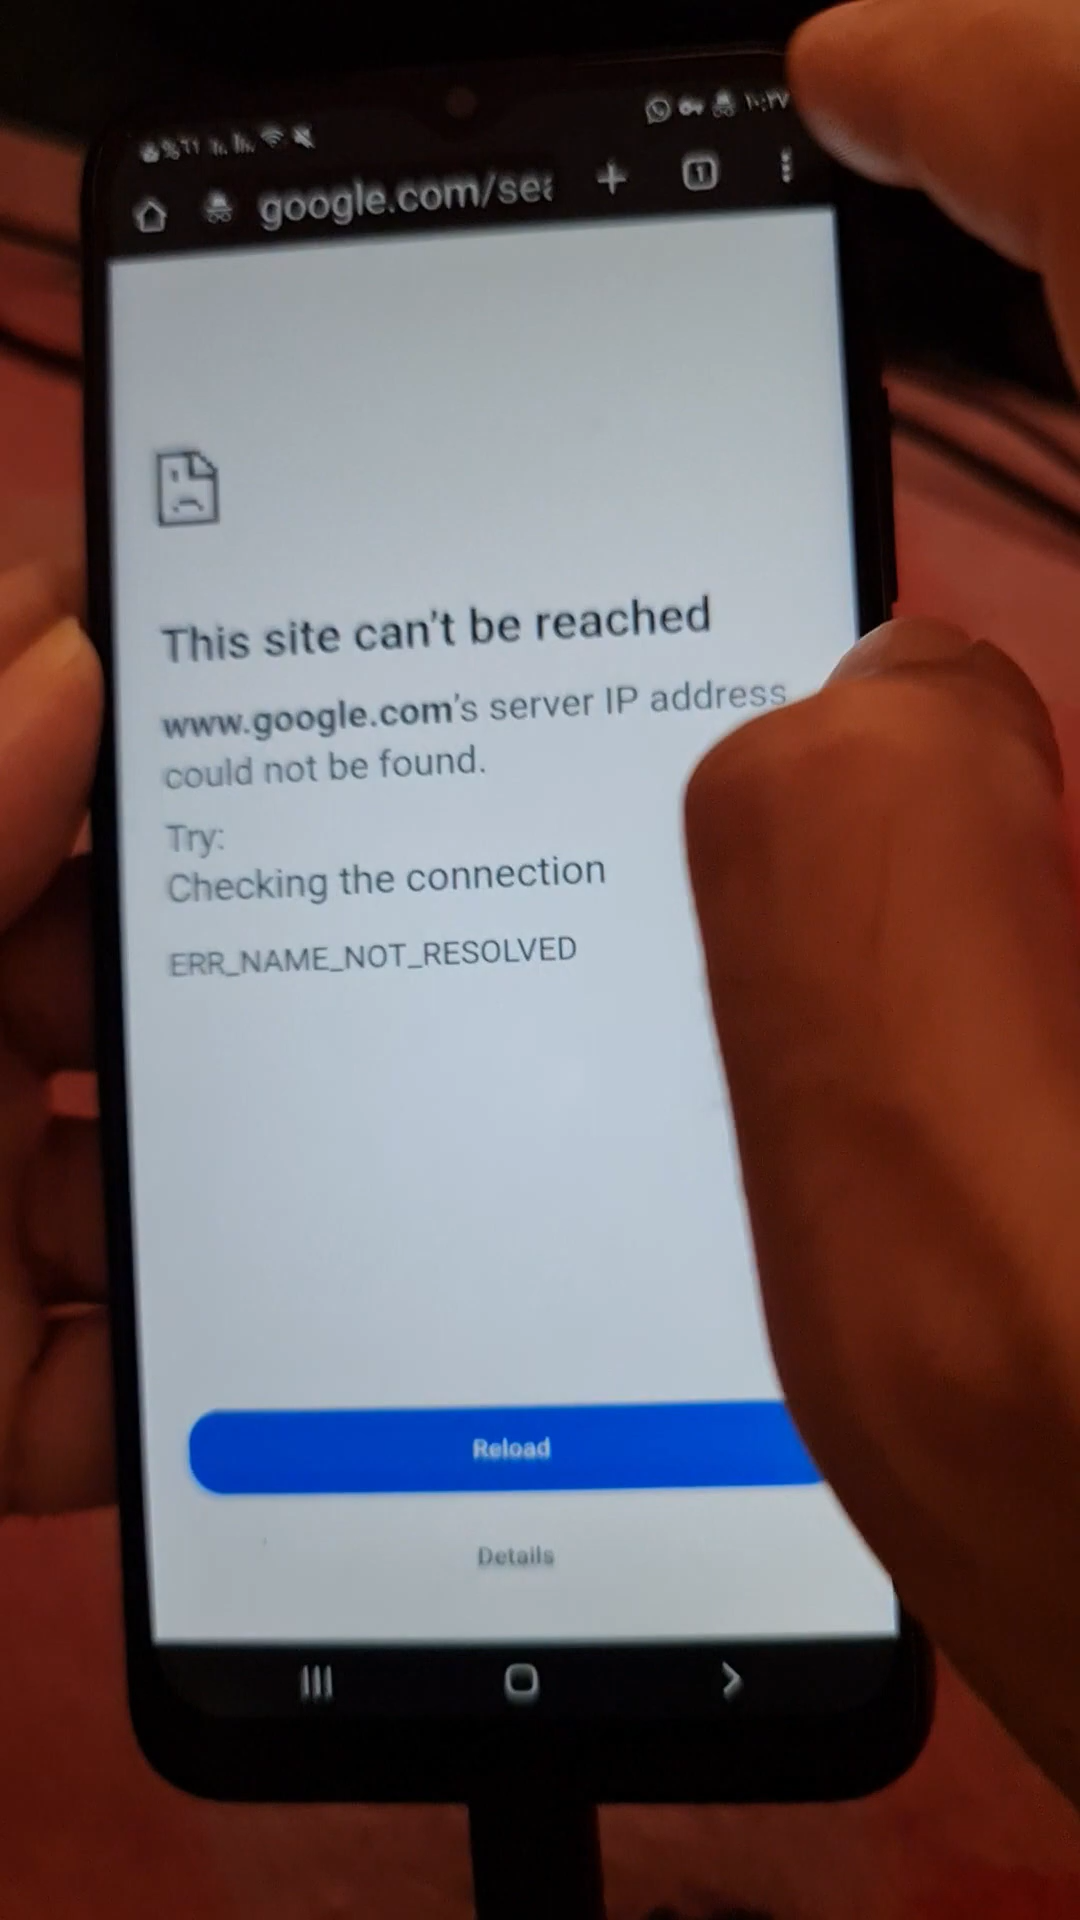 google.com/sea
1
This site can't be reached
www.google.com's server IP address
could not be found.
Try:
Checking the connection
ERR_NAME_NOT_RESOLVED
Reload
Details